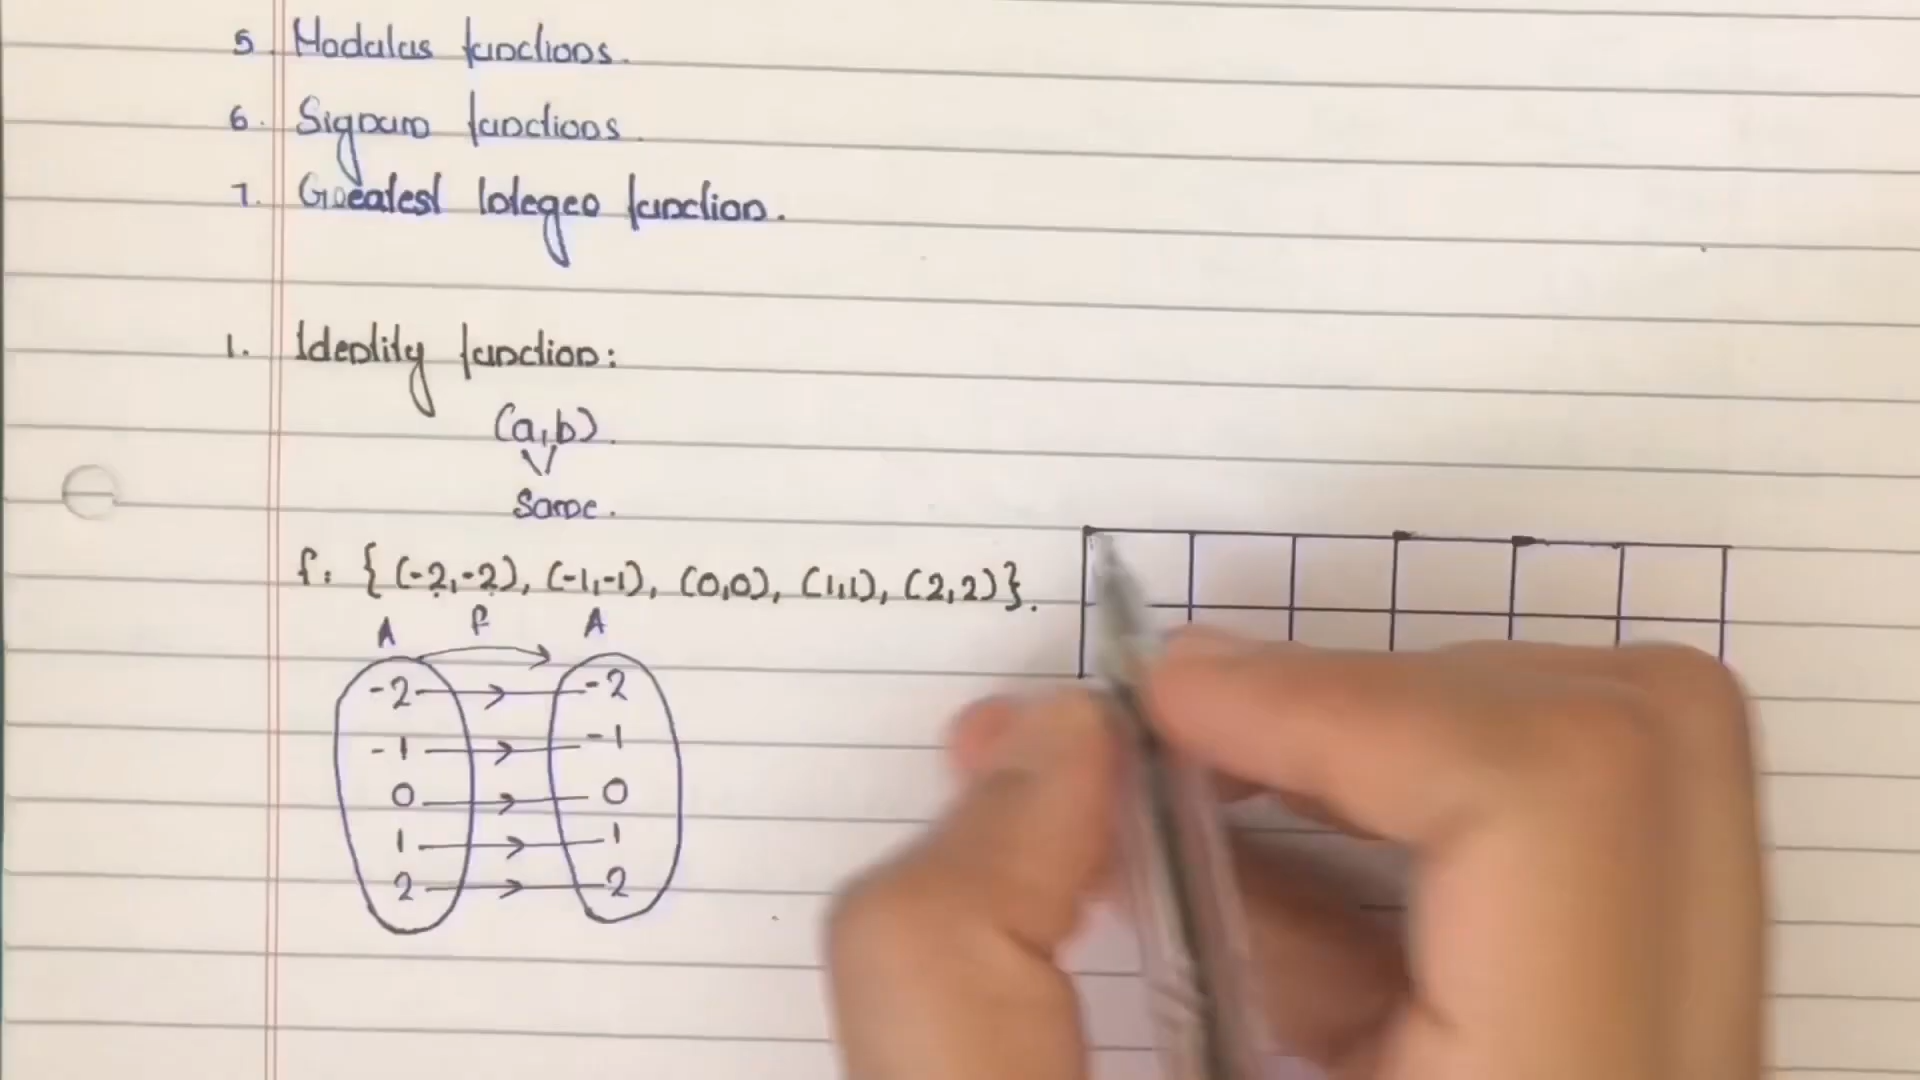 5. Modulus functions.
6. Signum functions.
7. Greatest Integer function.
1. Identity function:
(a,b).
Same.
f: { (-2,-2), (-1,-1), (0,0), (1,1), (2,2)}.
A f A
-2 -2
-1 -1
0 0
1 1
2 2